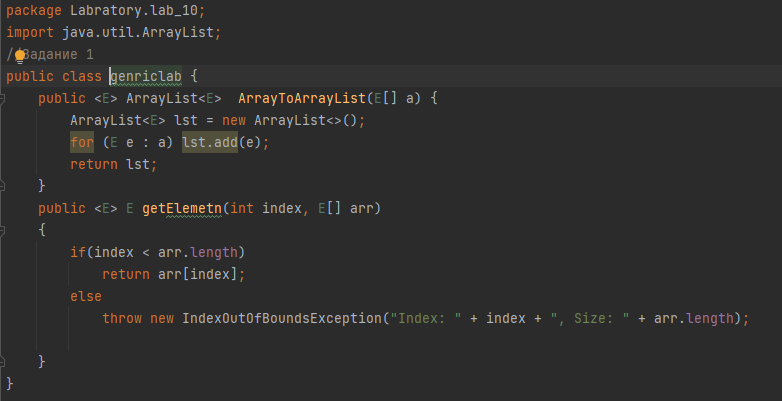 package Labratory.lab_10;
import java.util.ArrayList;
//Задание 1
public class genriclab {
public <E> ArrayList<E>  ArrayToArrayList(E[] a) {
ArrayList<E> lst = new ArrayList<>();
for (E e : a) lst.add(e);
return lst;
}
public <E> E getElemetn(int index, E[] arr)
{
if(index < arr.length)
return arr[index];
else
throw new IndexOutOfBoundsException("Index: " + index + ", Size: " + arr.length);
}
}